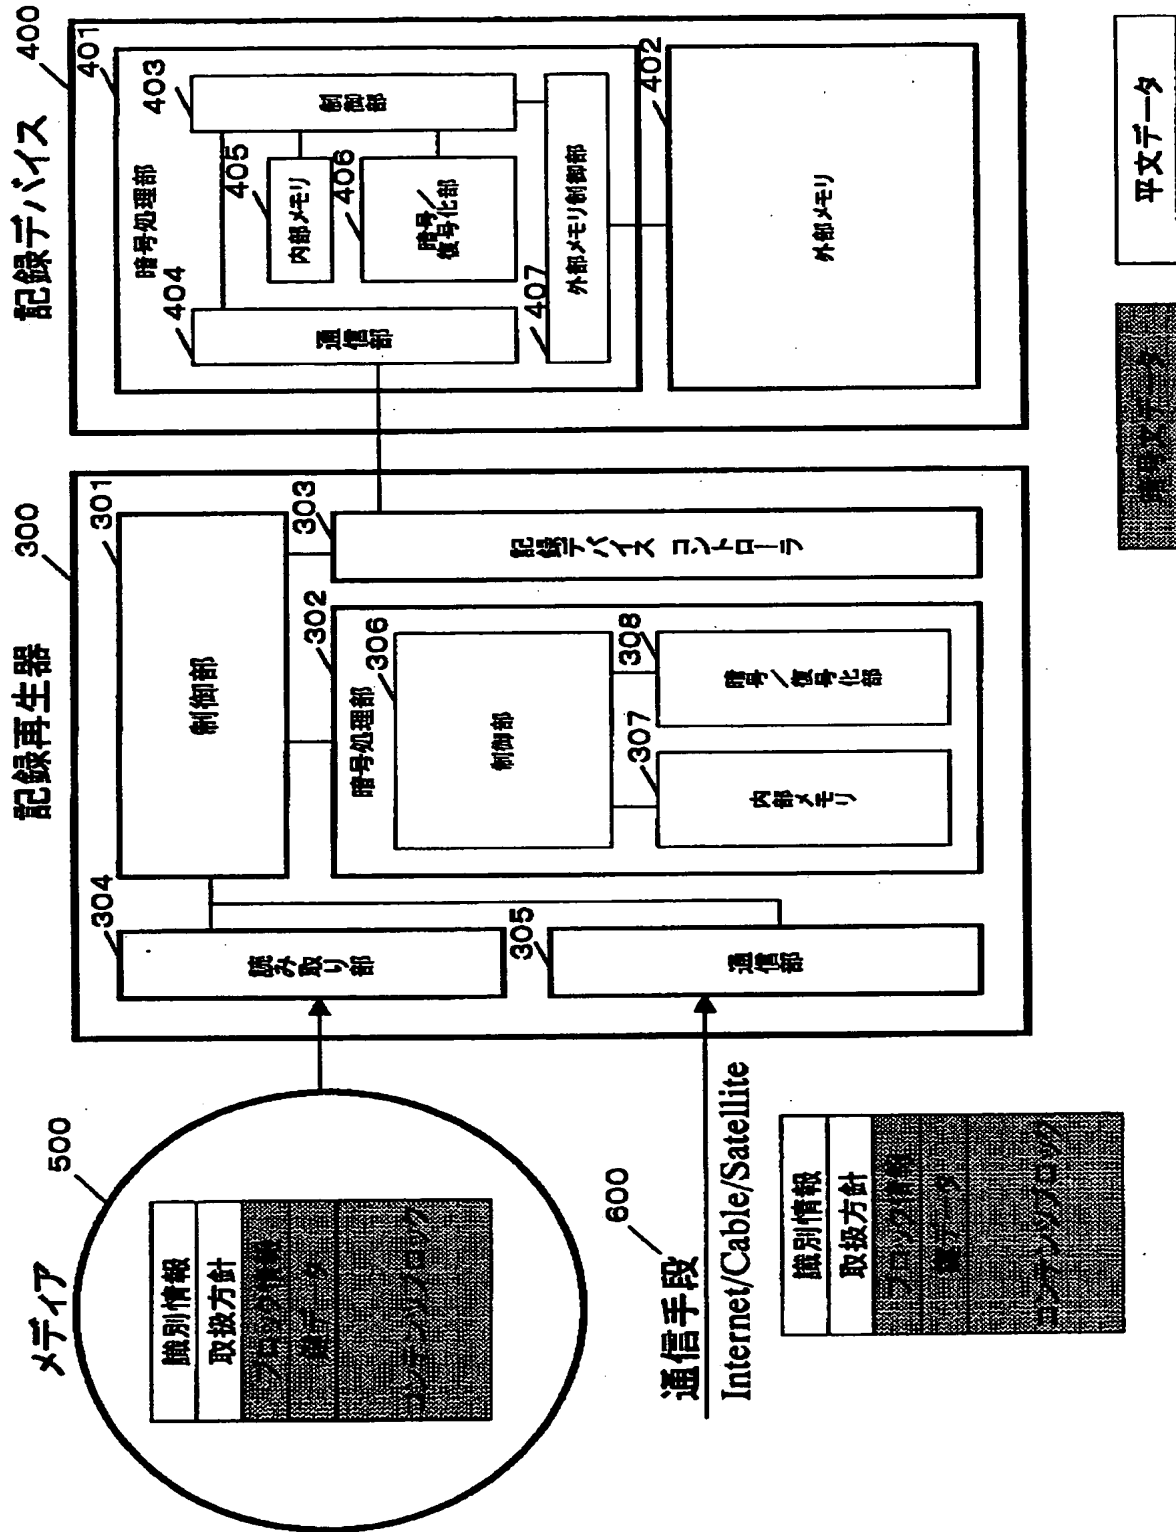 メディア
500
識別情報
取扱方針
ブロック情報
鍵データ
コンテンツブロック
通信手段
600
Internet/Cable/Satellite
識別情報
取扱方針
ブロック情報
鍵データ
コンテンツブロック
記録再生器
300
301
制御部
302
暗号処理部
306
制御部
307
内部メモリ
308
暗号/復号化部
303
記録デバイス コントローラ
304
読み取り部
305
通信部
記録デバイス
400
401
暗号処理部
403
制御部
404
通信部
405
内部メモリ
406
暗号/
復号化部
407
外部メモリ制御部
402
外部メモリ
暗号文データ
平文データ